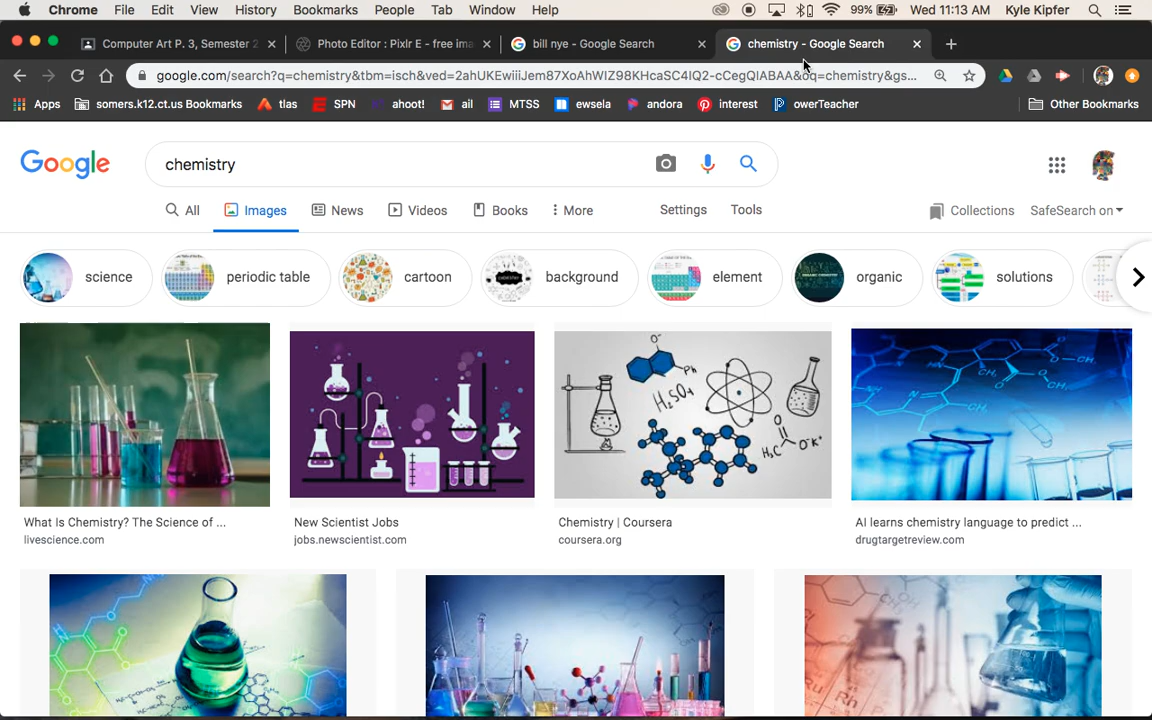 Chrome File Edit View History Bookmarks People Tab Window Help 99% Wed 11:13 AM Kyle Kipfer
Computer Art P. 3, Semester 2 Photo Editor : Pixlr E - free ima bill nye - Google Search chemistry - Google Search
google.com/search?q=chemistry&tbm=isch&ved=2ahUKEwiiiJem87XoAhWIZ98KHcaSC4IQ2-cCegQIABAA&oq=chemistry&gs...
Apps somers.k12.ct.us Bookmarks tlas SPN ahoot! ail MTSS ewsela andora interest owerTeacher Other Bookmarks
Google chemistry
All Images News Videos Books More Settings Tools Collections SafeSearch on
science periodic table cartoon background element organic solutions
H₂SO₄
What Is Chemistry? The Science of ... New Scientist Jobs Chemistry | Coursera AI learns chemistry language to predict ...
livescience.com jobs.newscientist.com coursera.org drugtargetreview.com
Ru Rh